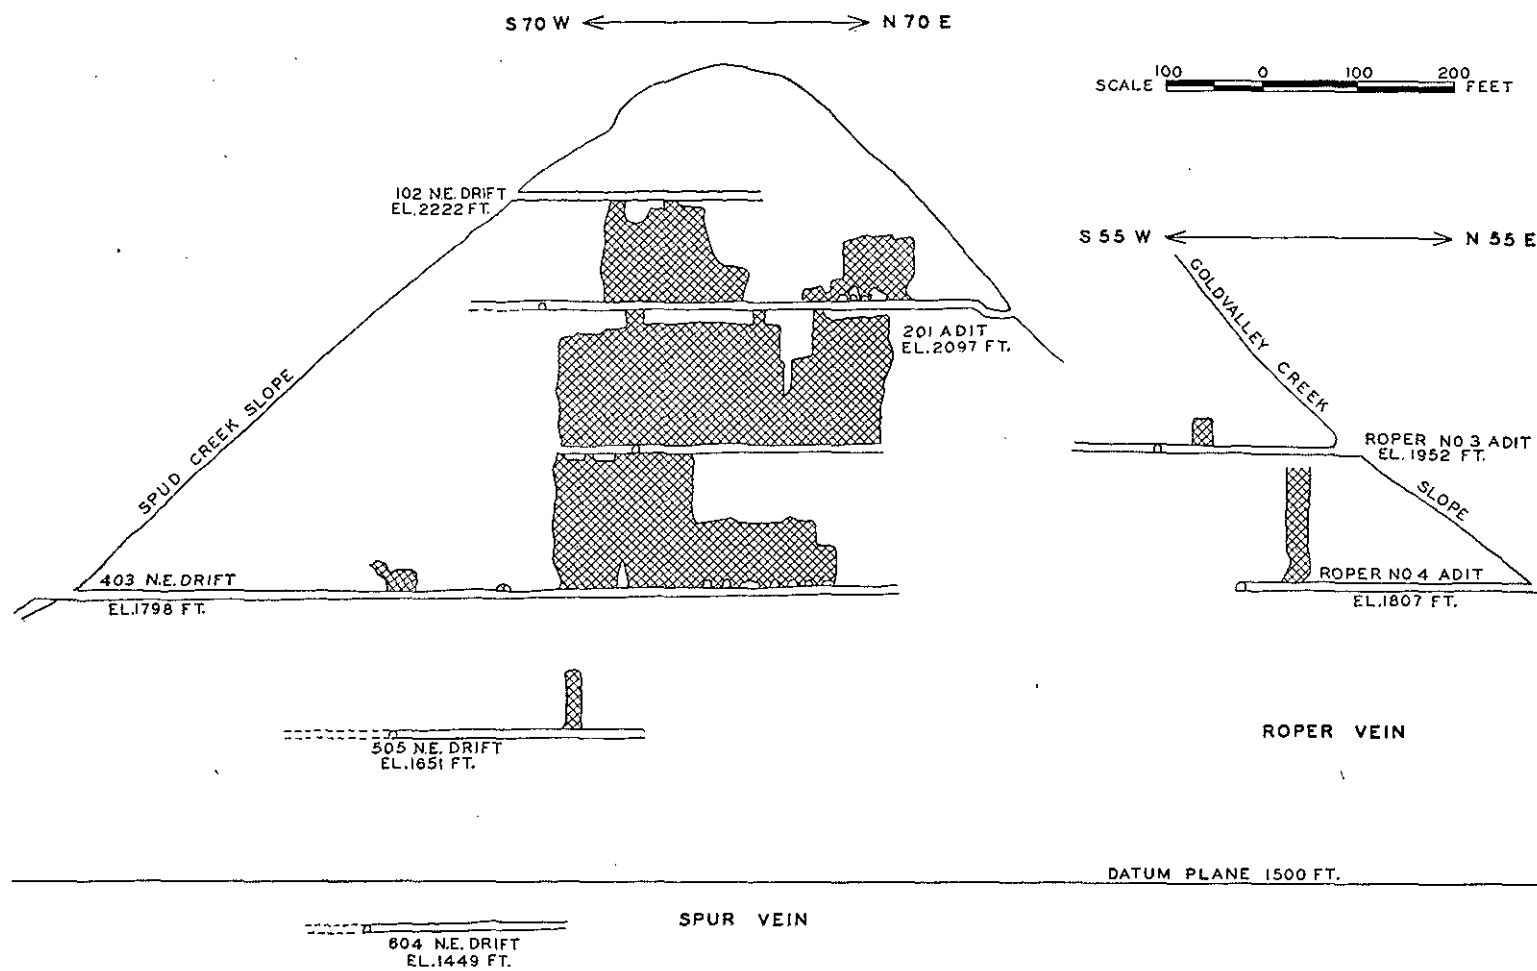 S 70 W N 70 E
100 0 100 200
SCALE FEET
102 N.E. DRIFT
EL. 2222 FT.
S 55 W N 55 E
GOLDVALLEY CREEK
201 ADIT
EL. 2097 FT.
SPUD CREEK SLOPE
ROPER NO 3 ADIT
EL. 1952 FT.
SLOPE
403 N.E. DRIFT
EL. 1798 FT.
ROPER NO 4 ADIT
EL. 1807 FT.
505 N.E. DRIFT
EL. 1651 FT.
ROPER VEIN
DATUM PLANE 1500 FT.
SPUR VEIN
604 N.E. DRIFT
EL. 1449 FT.